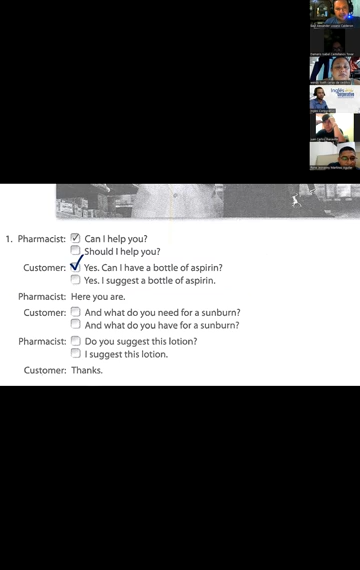 Inglés
1. Pharmacist: Can I help you?
Should I help you?
Customer: Yes. Can I have a bottle of aspirin?
Yes. I suggest a bottle of aspirin.
Pharmacist: Here you are.
Customer: And what do you need for a sunburn?
And what do you have for a sunburn?
Pharmacist: Do you suggest this lotion?
I suggest this lotion.
Customer: Thanks.